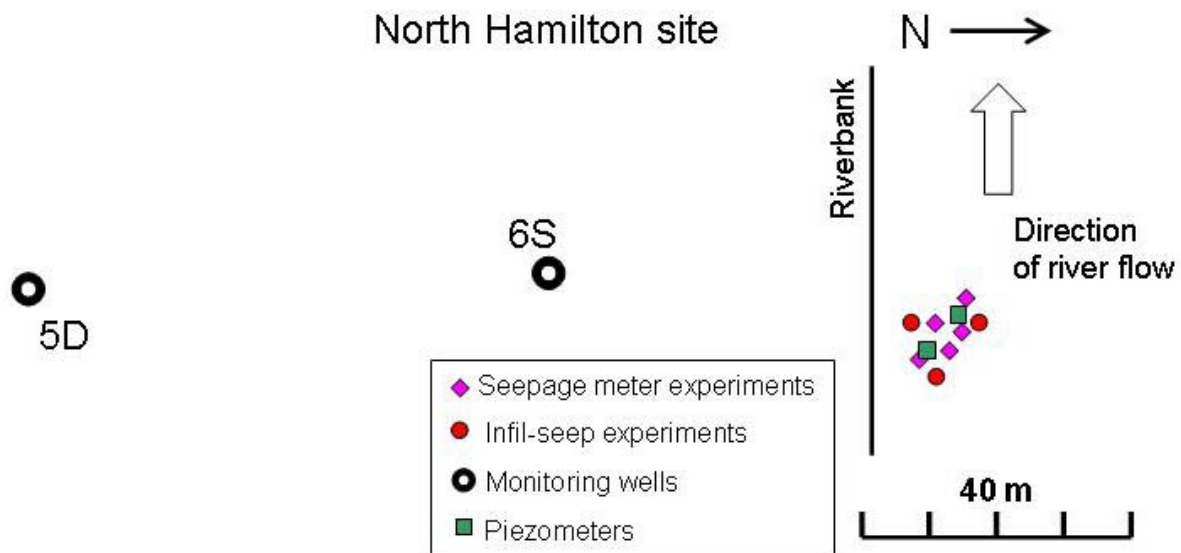 North Hamilton site
N
Riverbank
6S
Direction
of river flow
5D
Seepage meter experiments
Infil-seep experiments
Monitoring wells
Piezometers
40 m